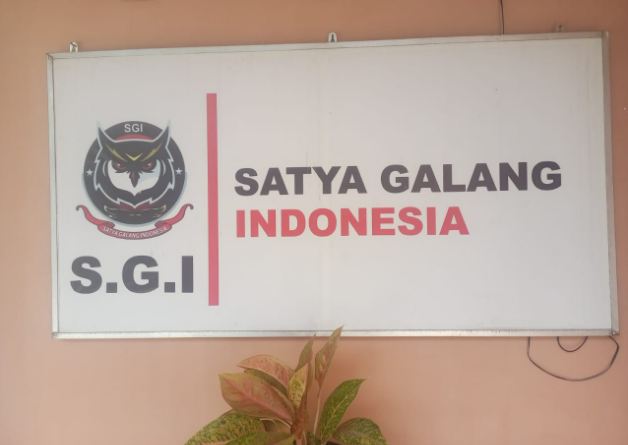 SGI
SATYA GALANG INDONESIA
S.G.I
SATYA GALANG
INDONESIA